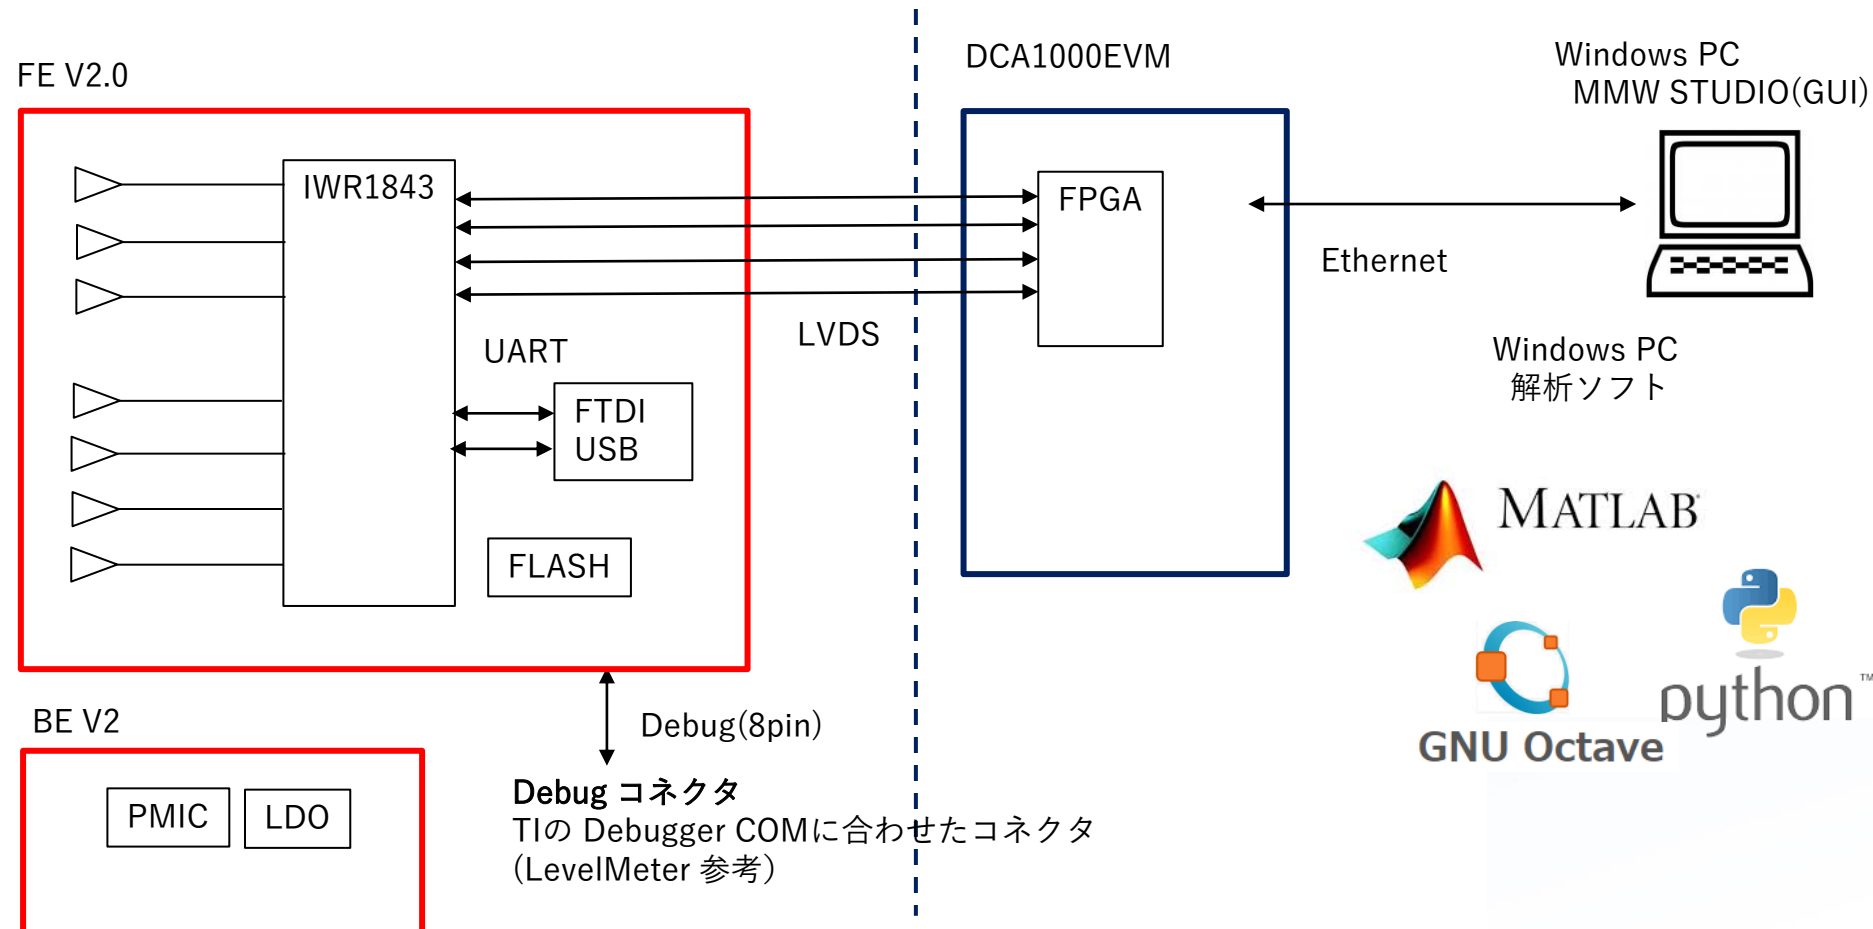 FE V2.0
IWR1843
UART
FTDI
USB
FLASH
LVDS
DCA1000EVM
FPGA
Ethernet
Windows PC
MMW STUDIO(GUI)
Windows PC
解析ソフト
MATLAB
python™
GNU Octave
BE V2
PMIC
LDO
Debug(8pin)
Debug コネクタ
TIの Debugger COMに合わせたコネクタ
(LevelMeter 参考)